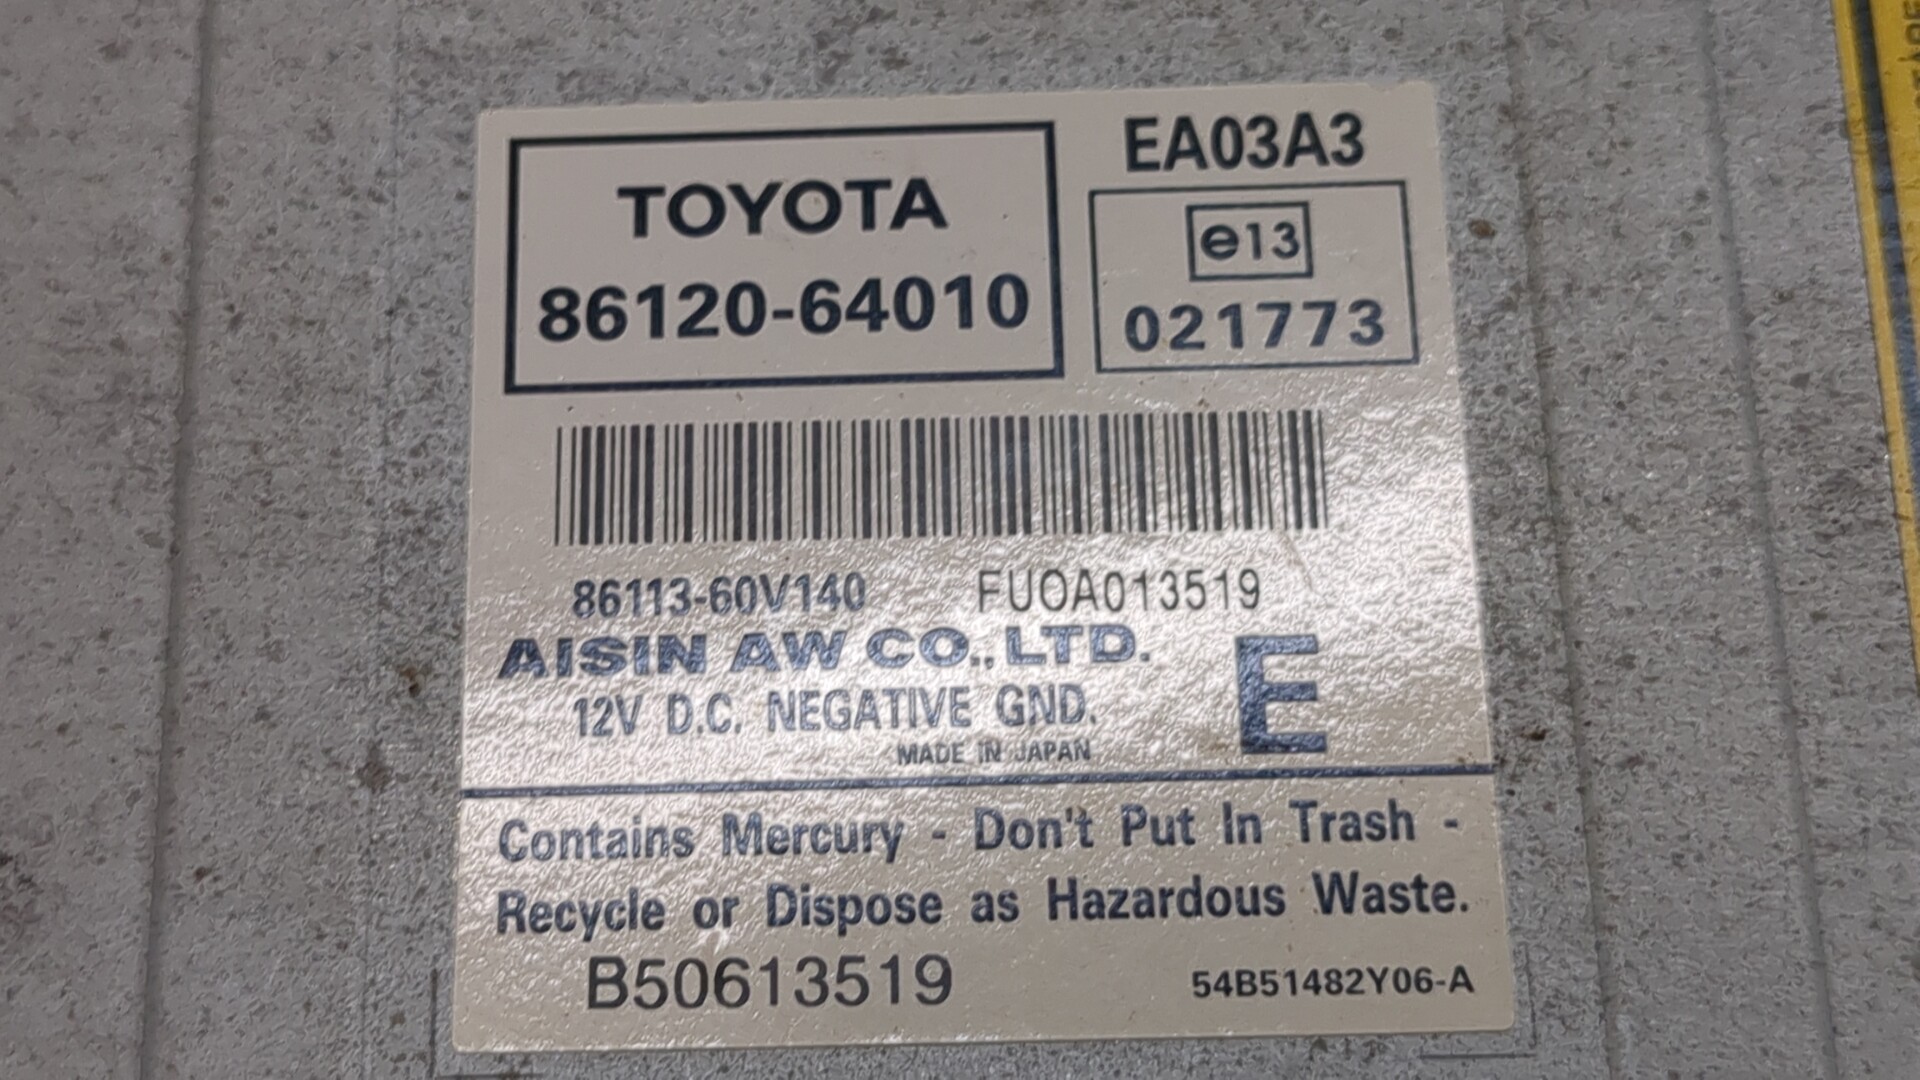 TOYOTA
86120-64010
EA03A3
e13
021773
86113-60V140 FUOA013519
AISIN AW CO.,LTD.
12V D.C. NEGATIVE GND.
MADE IN JAPAN
E
Contains Mercury - Don't Put In Trash -
Recycle or Dispose as Hazardous Waste.
B50613519
54B51482Y06-A